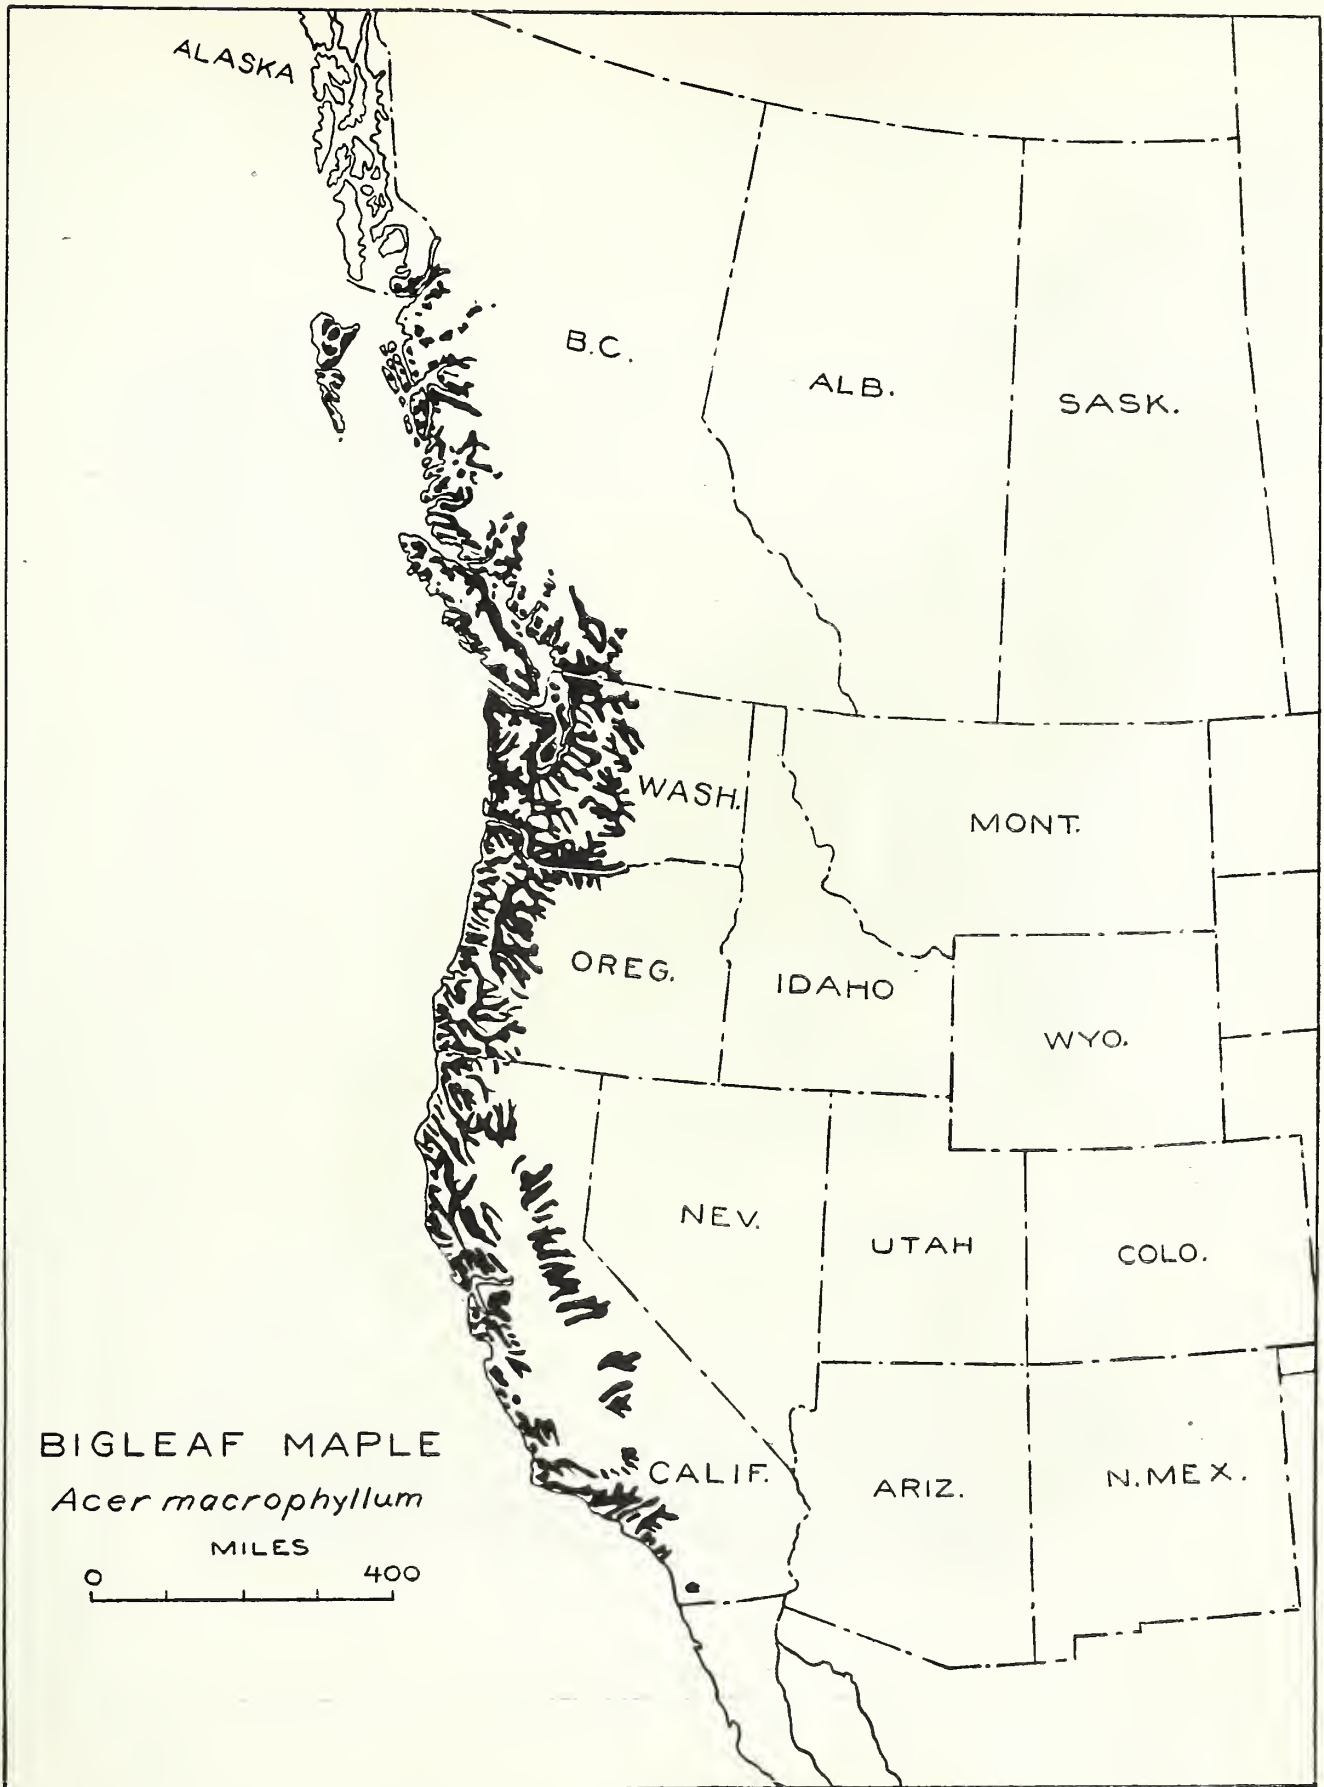 ALASKA
B.C.
ALB.
SASK.
WASH.
MONT.
OREG.
IDAHO
WYO.
NEV.
UTAH
COLO.
CALIF.
ARIZ.
N.MEX.
BIGLEAF MAPLE
Acer macrophyllum
MILES
0 400